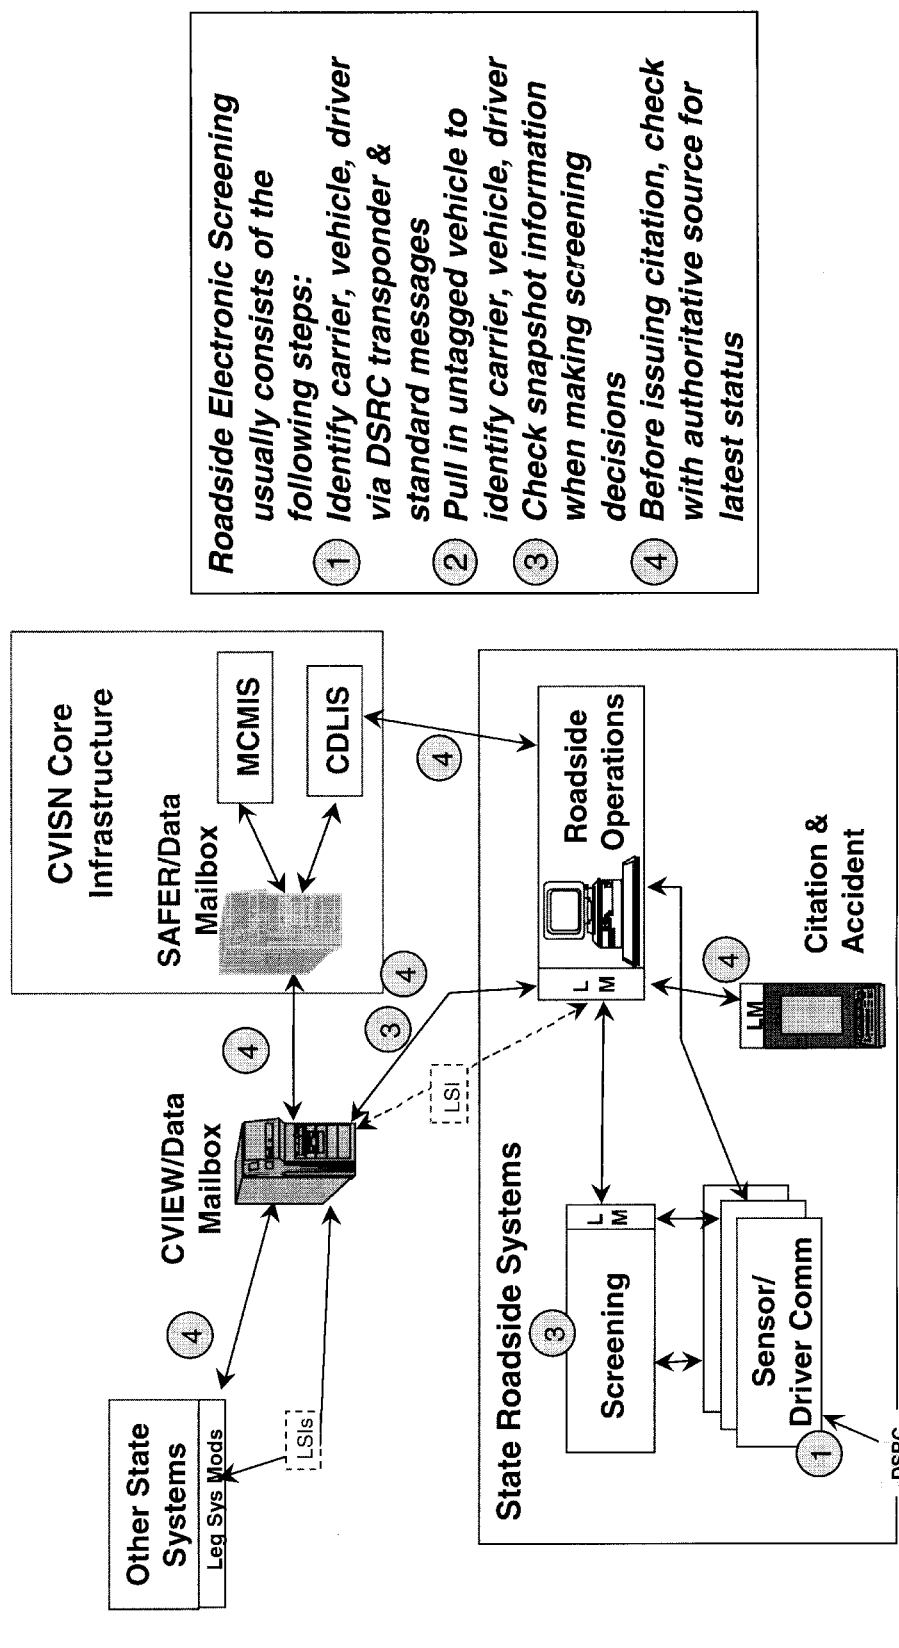 Other State
Systems
Leg Sys Mods
LSIs
4
CVIEW/Data
Mailbox
4
SAFER/Data
Mailbox
CVISN Core
Infrastructure
MCMIS
CDLIS
3
4
4
LSI
State Roadside Systems
3
Screening
L
M
L
M
Roadside
Operations
1
Sensor/
Driver Comm
DSRC
4
LM
Citation &
Accident
Roadside Electronic Screening
usually consists of the
following steps:
1 Identify carrier, vehicle, driver
via DSRC transponder &
standard messages
2 Pull in untagged vehicle to
identify carrier, vehicle, driver
3 Check snapshot information
when making screening
decisions
4 Before issuing citation, check
with authoritative source for
latest status